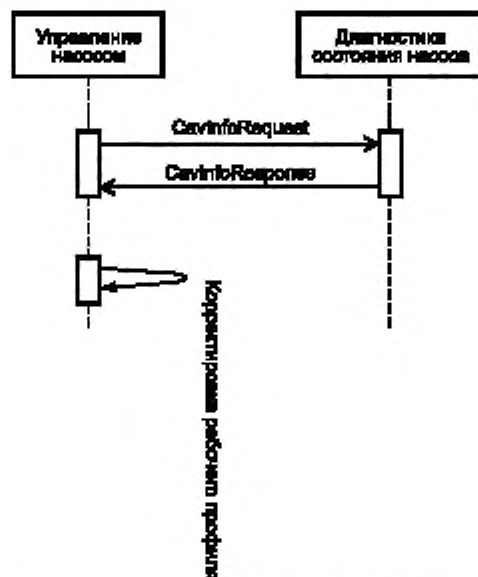 Управление
насосом
Диагностика
состояния насоса
CavInfoRequest
CavInfoResponse
Корректировка рабочего профиля